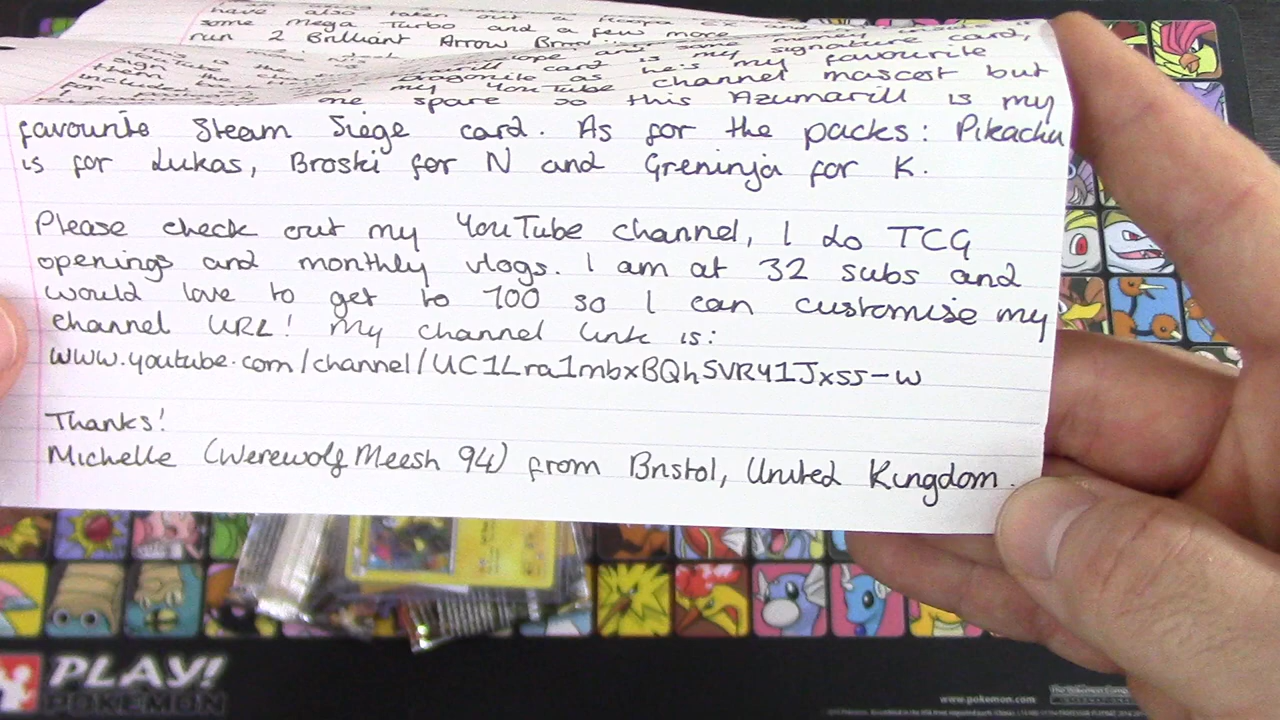 have also taken out a Hoopa EX
some Mega Turbo and a few more
run 2 Brilliant Arrow
card is my signature card,
he's my favourite
my YouTube channel mascot but
one spare so this Azumarill is my
favourite Steam Siege card. As for the packs: Pikachu
is for Lukas, Broski for N and Greninja for K.
Please check out my YouTube channel, I do TCG
openings and monthly vlogs. I am at 32 subs and
would love to get to 100 so I can customise my
channel URL! My channel link is:
www.youtube.com/channel/UC1Lra1mbxBQhSVRY1Jxss-w
Thanks!
Michelle (Werewolf Meesh 94) from Bristol, United Kingdom.
PLAY!
POKÉMON
www.pokemon.com